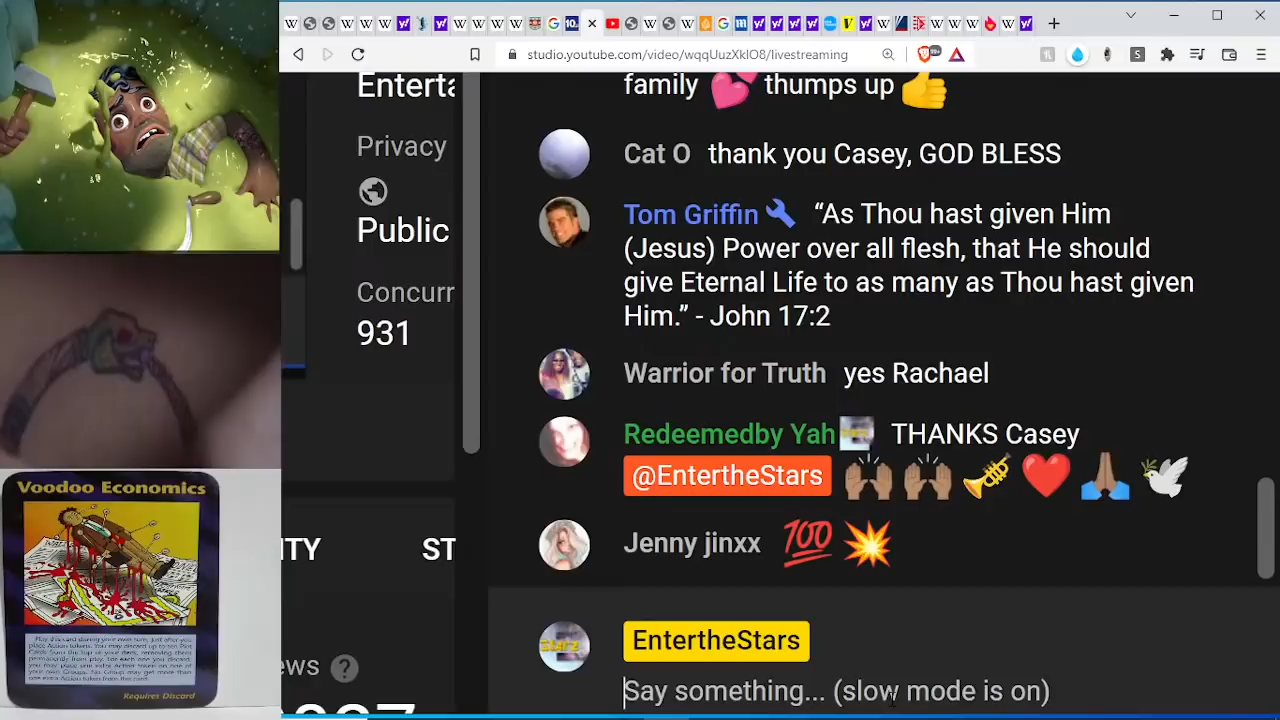 studio.youtube.com/video/wqqUuzXklO8/livestreaming
99+
Enterta
Privacy
Public
Concurr
931
ITY
ST
ews ?
family 💕 thumps up 👍
Cat O thank you Casey, GOD BLESS
Tom Griffin “As Thou hast given Him
(Jesus) Power over all flesh, that He should
give Eternal Life to as many as Thou hast given
Him.” - John 17:2
Warrior for Truth yes Rachael
Redeemedby Yah THANKS Casey
@EntertheStars 🙌🏽 🙌🏽 🎺 ❤️ 🙏🏽 🕊️
Jenny jinxx 💯 💥
EntertheStars
Say something... (slow mode is on)
Voodoo Economics
Requires Discard